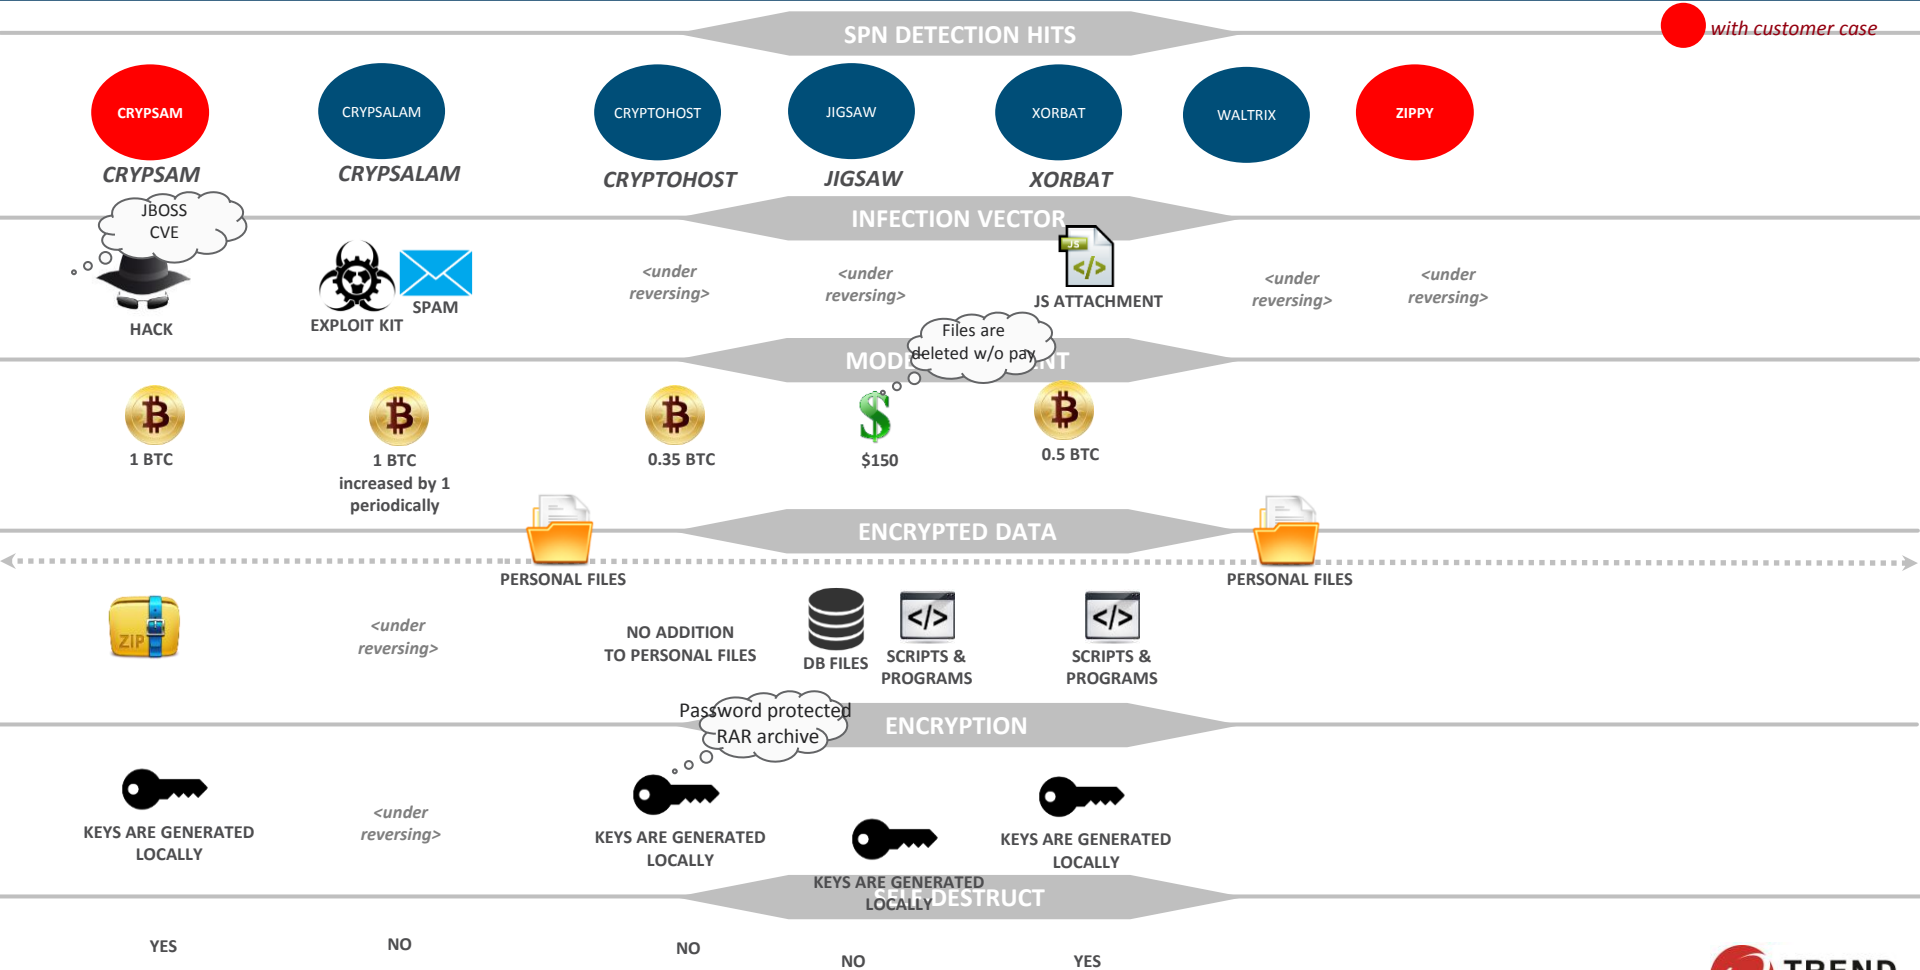 SPN DETECTION HITS
with customer case
CRYPSAM
CRYPSALAM
CRYPTOHOST
JIGSAW
XORBAT
WALTRIX
ZIPPY
CRYPSAM
CRYPSALAM
CRYPTOHOST
JIGSAW
XORBAT
JBOSS
CVE
INFECTION VECTOR
HACK
EXPLOIT KIT
SPAM
<under
reversing>
<under
reversing>
JS
</>
JS ATTACHMENT
<under
reversing>
<under
reversing>
Files are
deleted w/o pay
1 BTC
1 BTC
increased by 1
periodically
0.35 BTC
$150
0.5 BTC
ENCRYPTED DATA
PERSONAL FILES
PERSONAL FILES
ZIP
<under
reversing>
NO ADDITION
TO PERSONAL FILES
DB FILES
</>
SCRIPTS &
PROGRAMS
</>
SCRIPTS &
PROGRAMS
Password protected
RAR archive
ENCRYPTION
KEYS ARE GENERATED
LOCALLY
<under
reversing>
KEYS ARE GENERATED
LOCALLY
KEYS ARE GENERATED
LOCALLY
KEYS ARE GENERATED
LOCALLY
SELF DESTRUCT
YES
NO
NO
NO
YES
TREND